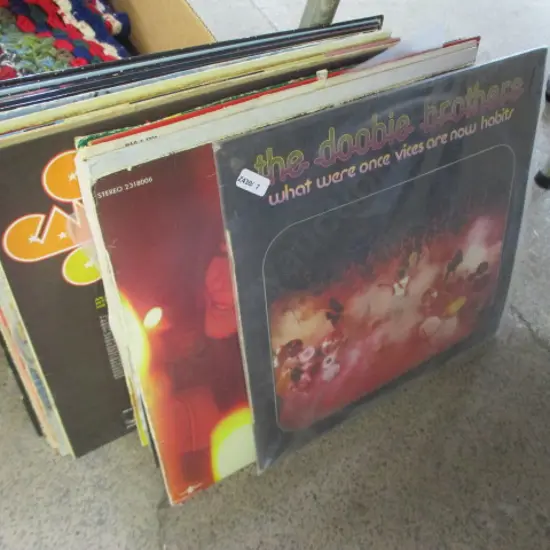 the doobie brothers
what were once vices are now habits
STEREO 2318006